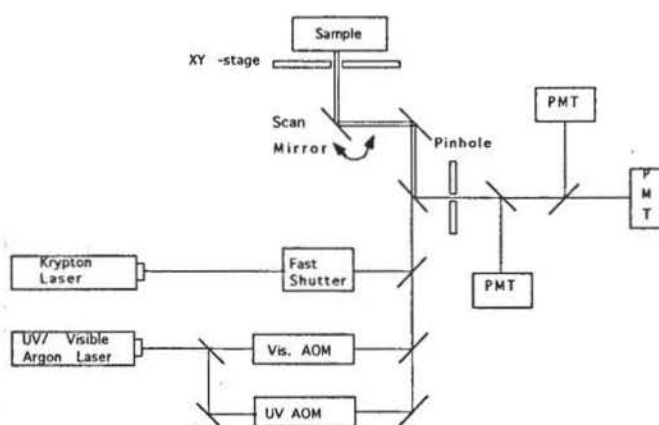 Sample
XY -stage
Scan
Mirror
Pinhole
PMT
PMT
PMT
Krypton
Laser
Fast
Shutter
UV/ Visible
Argon Laser
Vis. AOM
UV AOM